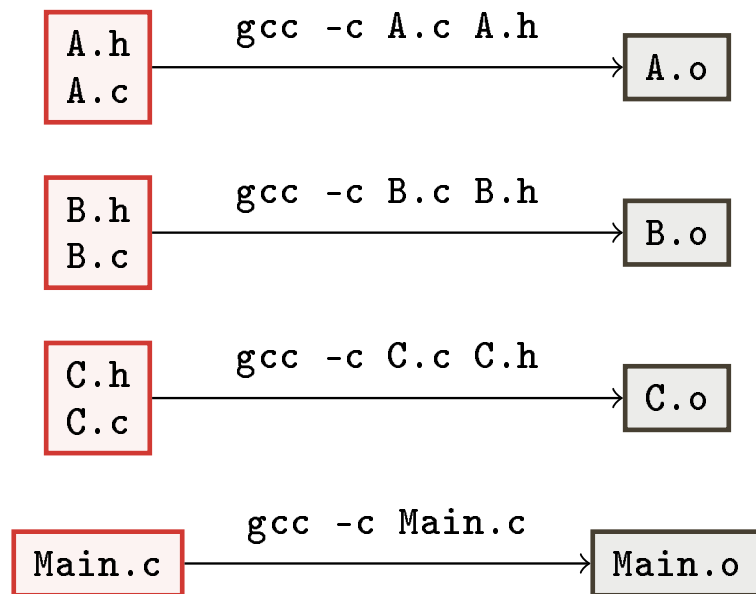 A.h
A.c
gcc -c A.c A.h
A.o
B.h
B.c
gcc -c B.c B.h
B.o
C.h
C.c
gcc -c C.c C.h
C.o
Main.c
gcc -c Main.c
Main.o